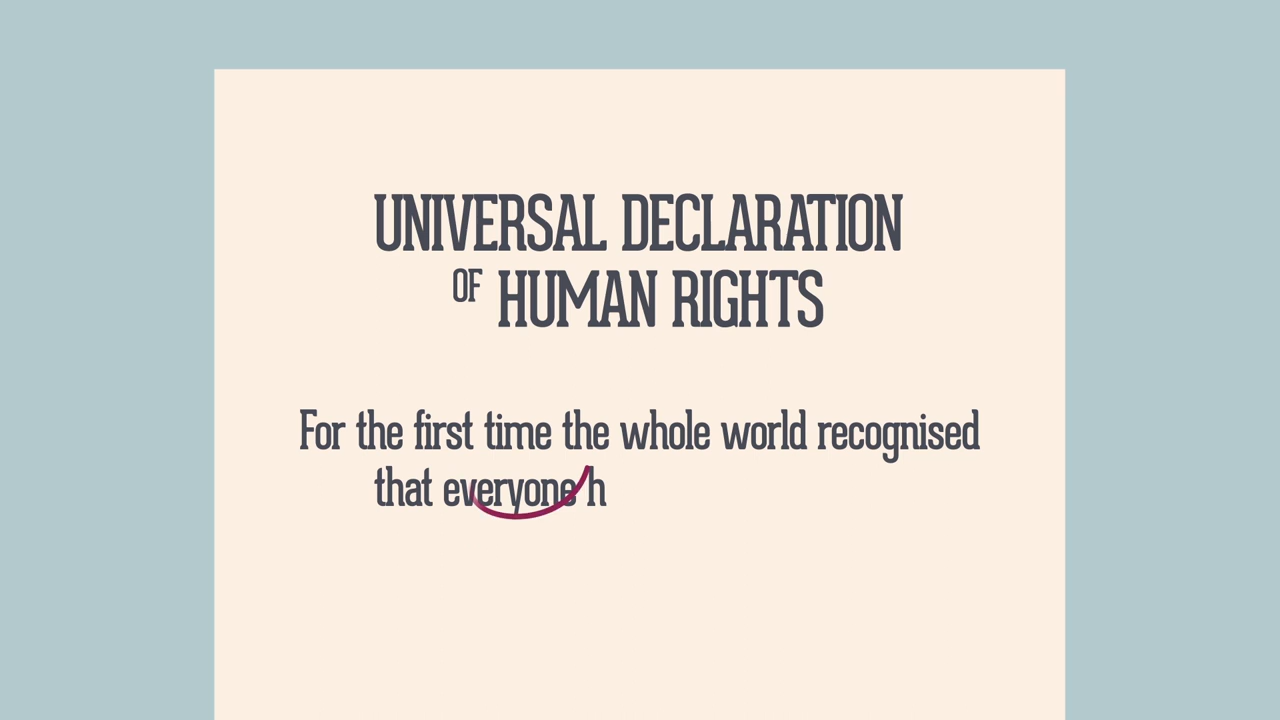 UNIVERSAL DECLARATION
OF HUMAN RIGHTS
For the first time the whole world recognised
that everyone h